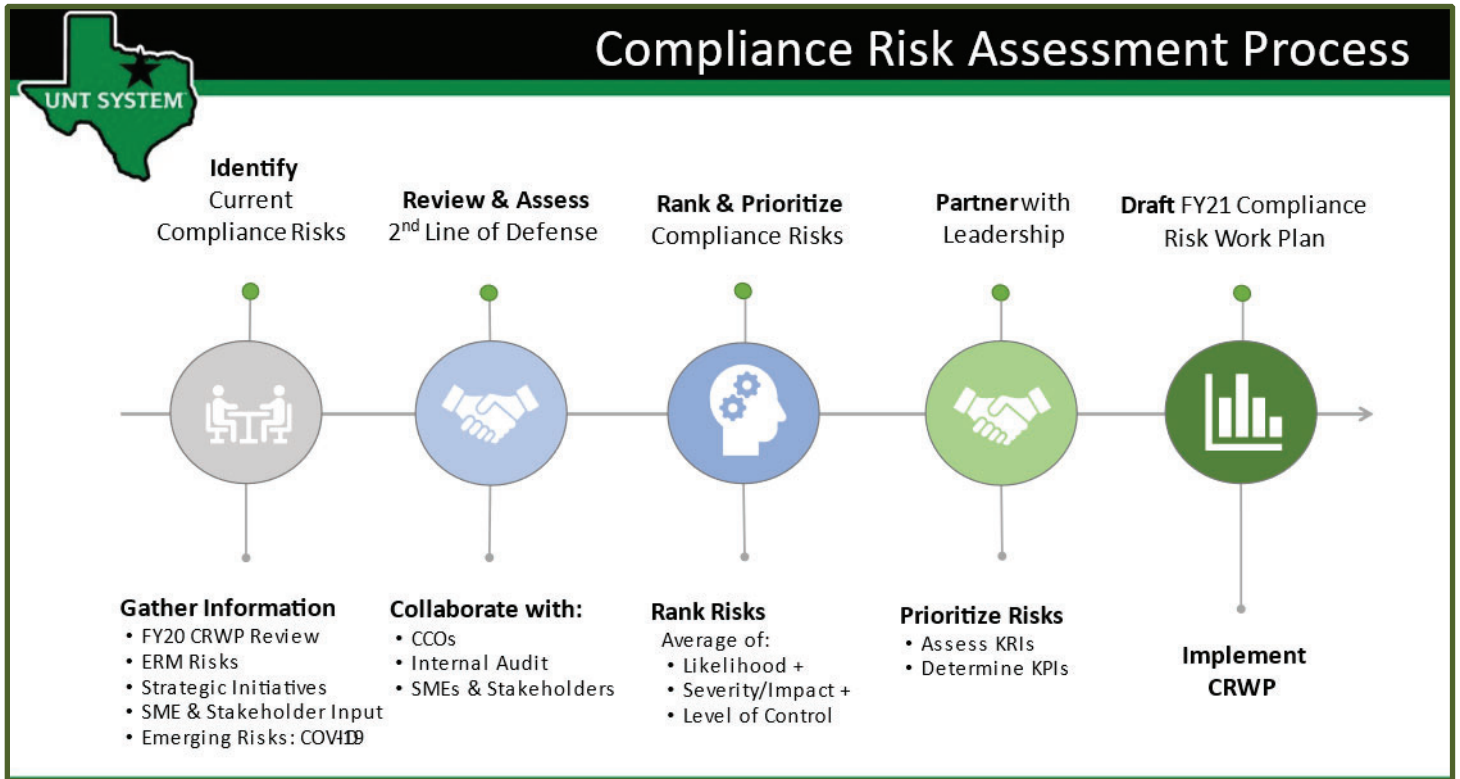 Compliance Risk Assessment Process
UNT SYSTEM
Identify
Current
Compliance Risks
Review & Assess
2nd Line of Defense
Rank & Prioritize
Compliance Risks
Partner with
Leadership
Draft FY21 Compliance
Risk Work Plan
Gather Information
• FY20 CRWP Review
• ERM Risks
• Strategic Initiatives
• SME & Stakeholder Input
• Emerging Risks: COVID-19
Collaborate with:
• CCOs
• Internal Audit
• SMEs & Stakeholders
Rank Risks
Average of:
• Likelihood +
• Severity/Impact +
• Level of Control
Prioritize Risks
• Assess KRIs
• Determine KPIs
Implement
CRWP